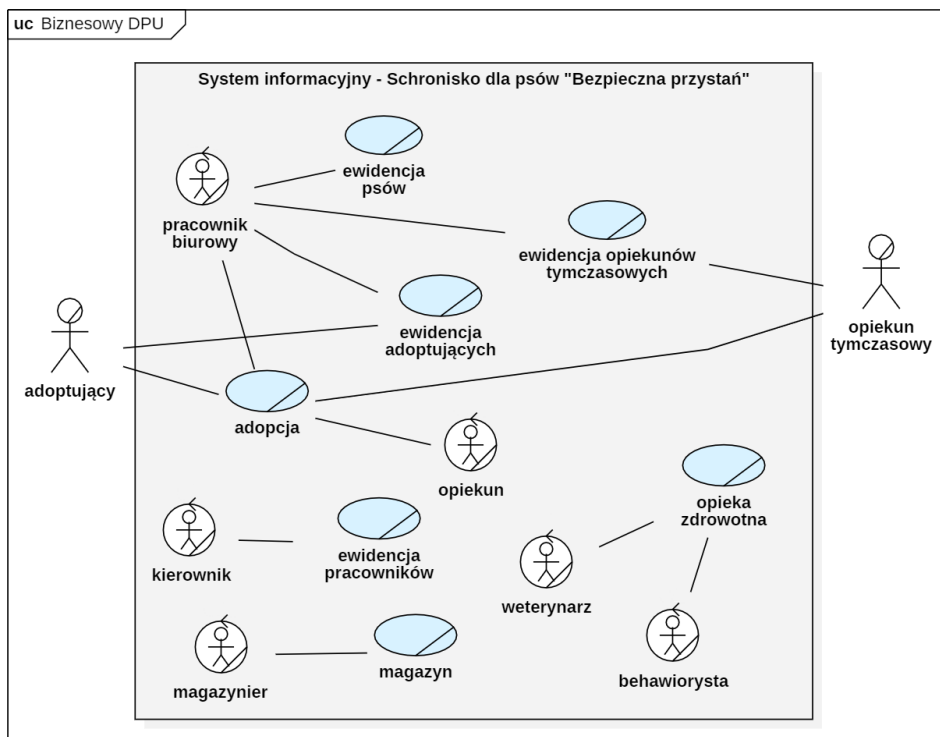 uc Biznesowy DPU
System informacyjny - Schronisko dla psów "Bezpieczna przystań"
ewidencja
psów
pracownik
biurowy
ewidencja opiekunów
tymczasowych
opiekun
tymczasowy
ewidencja
adoptujących
adoptujący
adopcja
opiekun
opieka
zdrowotna
kierownik
ewidencja
pracowników
weterynarz
magazynier
magazyn
behawiorysta